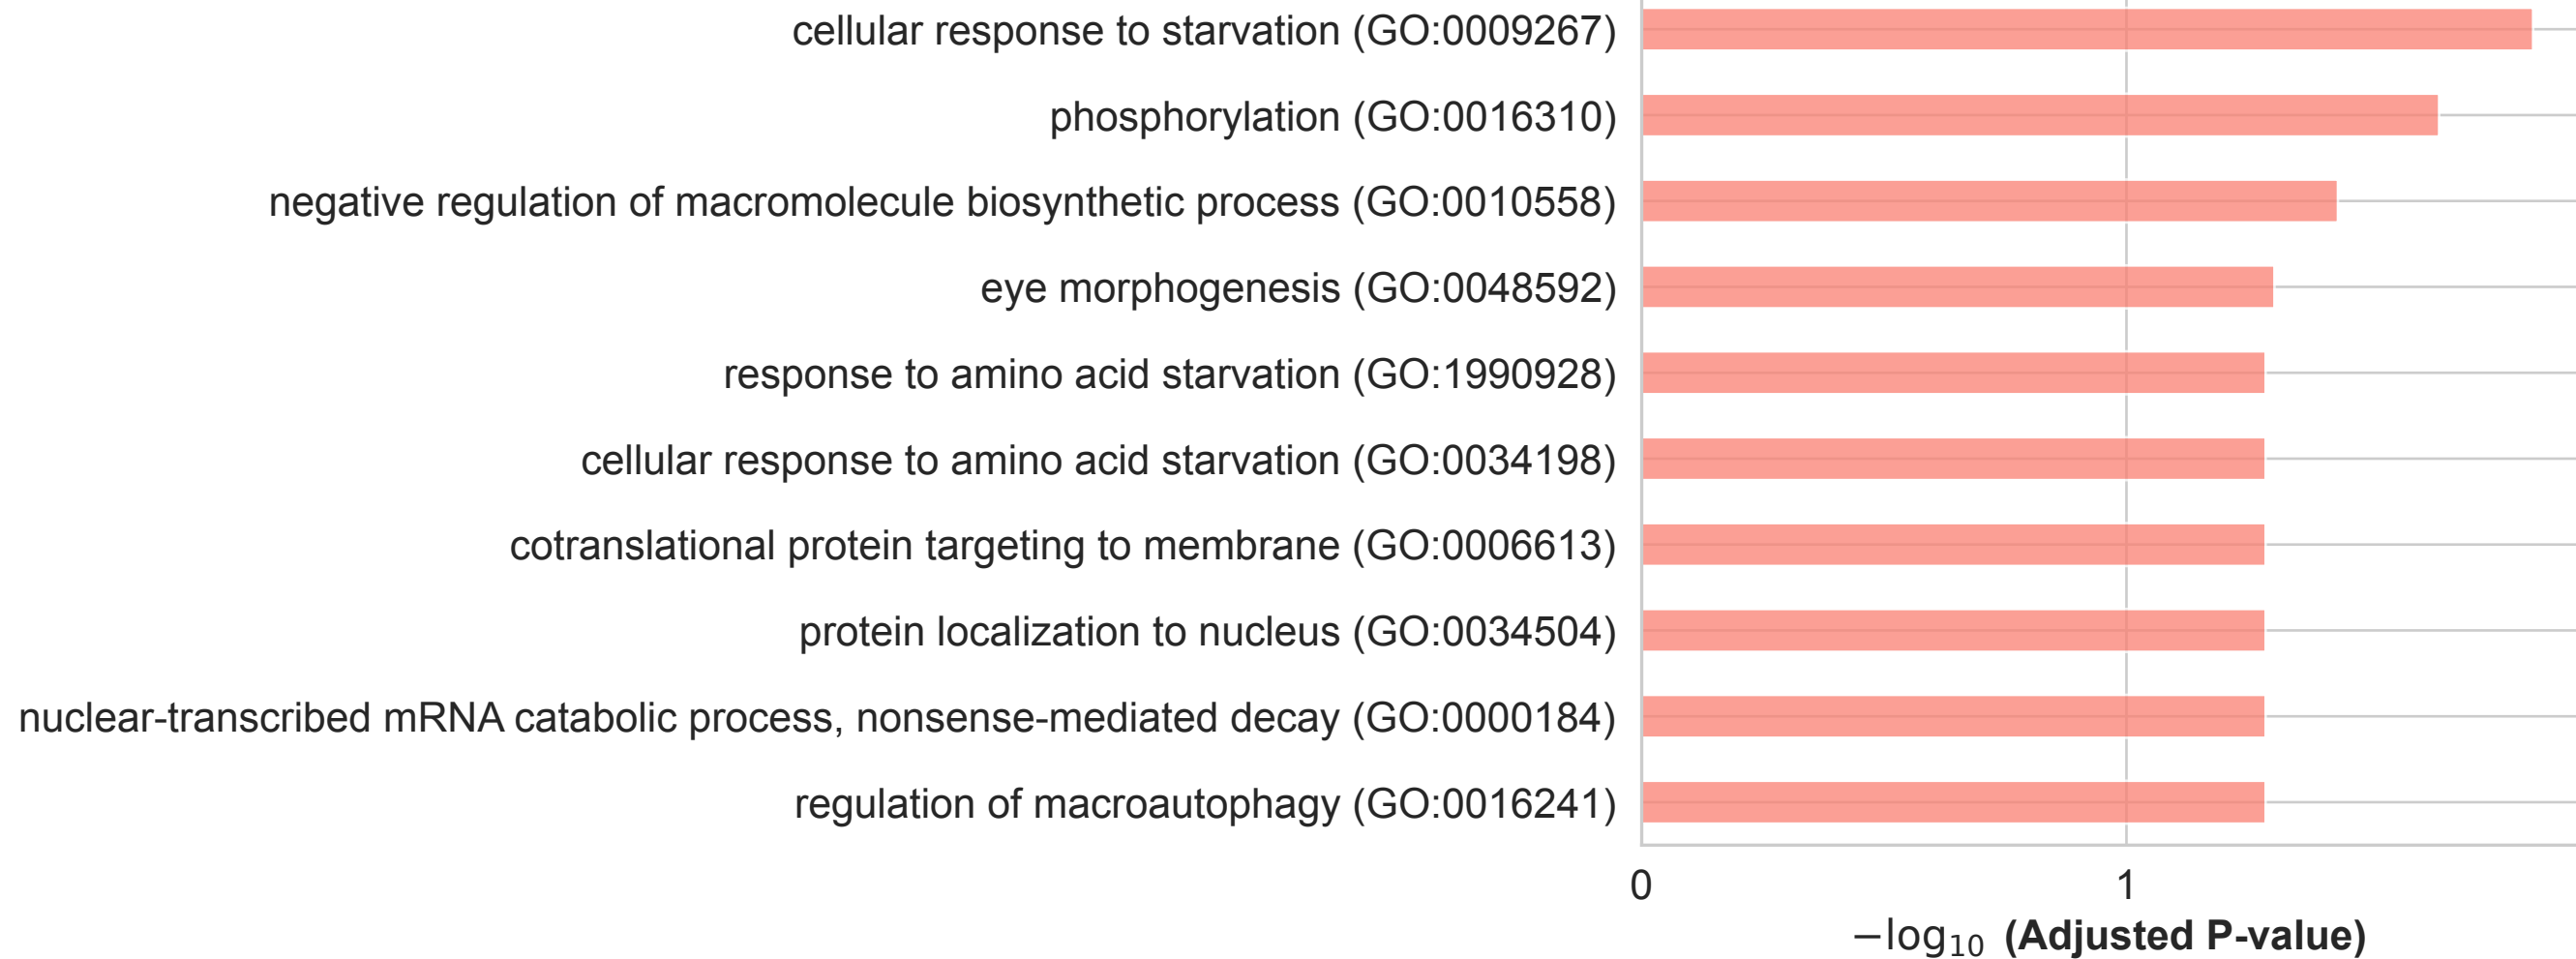 cellular response to starvation (GO:0009267)
phosphorylation (GO:0016310)
negative regulation of macromolecule biosynthetic process (GO:0010558)
eye morphogenesis (GO:0048592)
response to amino acid starvation (GO:1990928)
cellular response to amino acid starvation (GO:0034198)
cotranslational protein targeting to membrane (GO:0006613)
protein localization to nucleus (GO:0034504)
nuclear-transcribed mRNA catabolic process, nonsense-mediated decay (GO:0000184)
regulation of macroautophagy (GO:0016241)
0 1
−log₁₀ (Adjusted P-value)